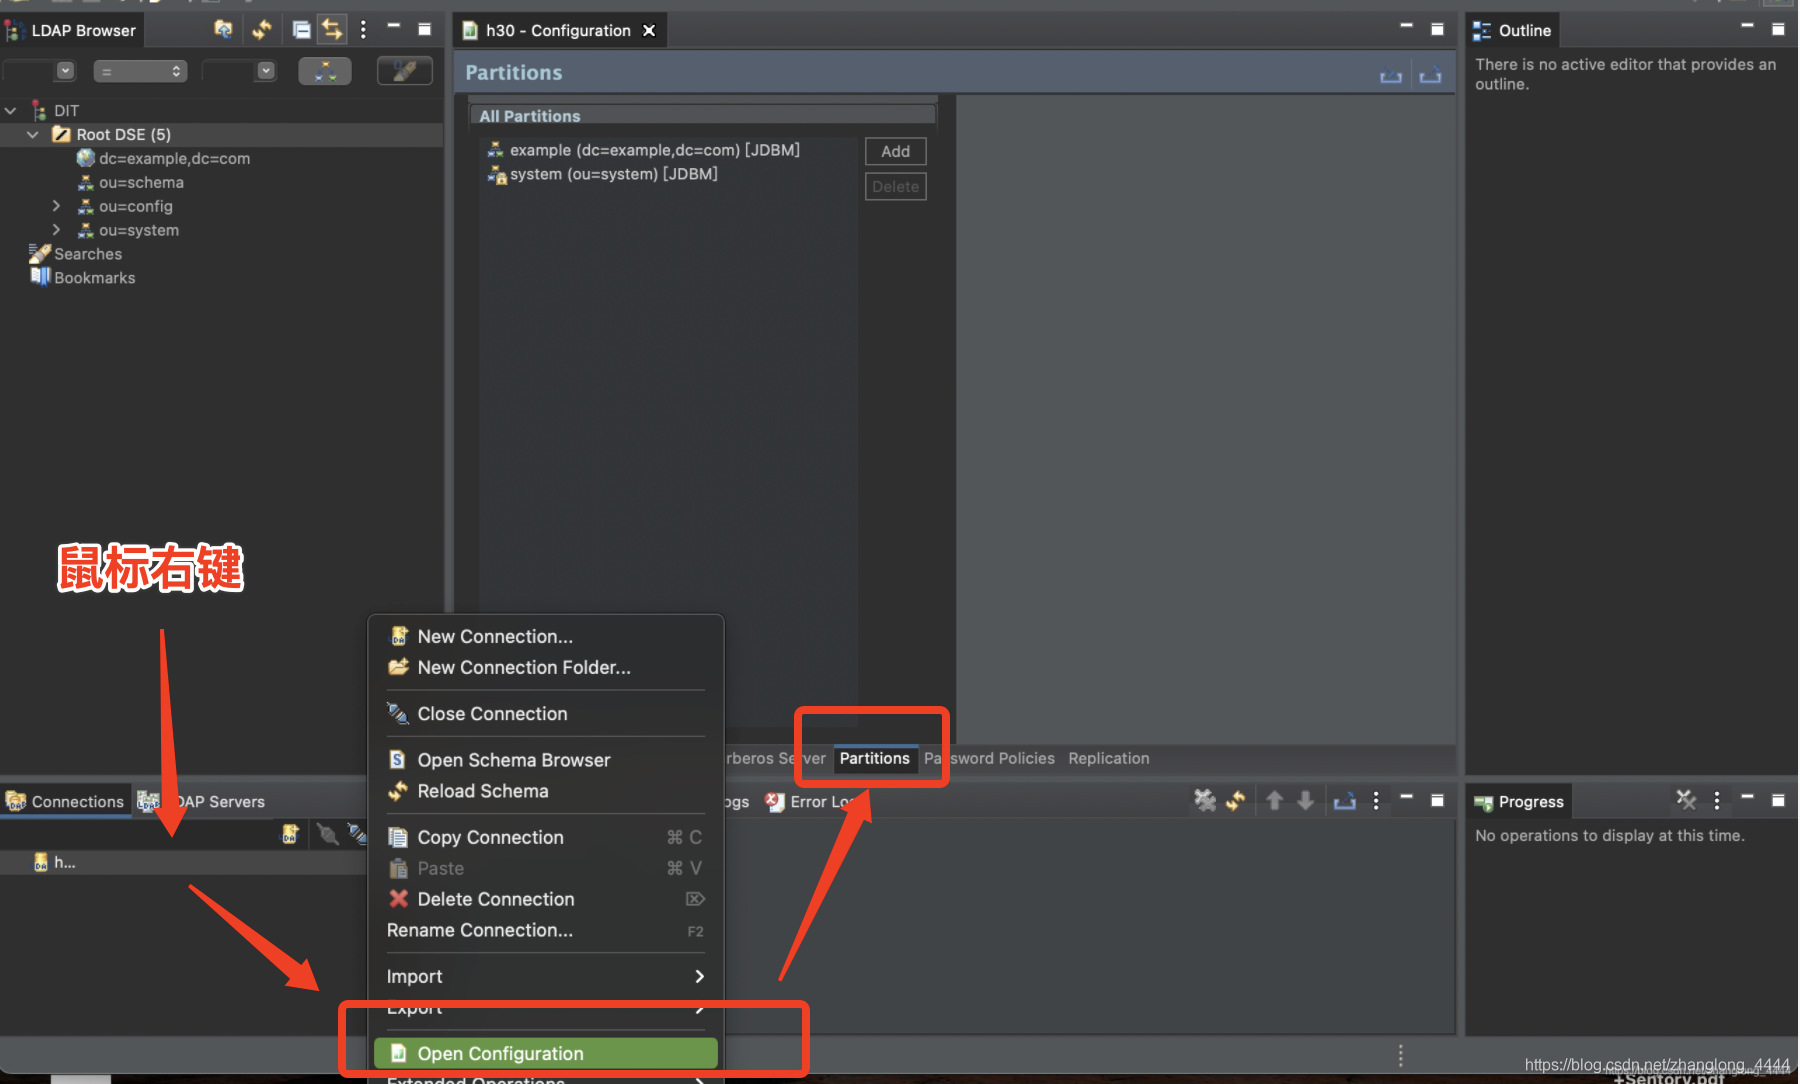 LDAP Browser
=
DIT
Root DSE (5)
dc=example,dc=com
ou=schema
ou=config
ou=system
Searches
Bookmarks
h30 - Configuration
Partitions
All Partitions
example (dc=example,dc=com) [JDBM]
system (ou=system) [JDBM]
Add
Delete
Outline
There is no active editor that provides an
outline.
鼠标右键
New Connection...
New Connection Folder...
Close Connection
Open Schema Browser
Reload Schema
Copy Connection ⌘ C
Paste ⌘ V
Delete Connection ⌦
Rename Connection... F2
Import
Export
Open Configuration
Extended Operations
rberos Server Partitions Password Policies Replication
Connections
DAP Servers
h...
ogs
Error Lo
Progress
No operations to display at this time.
https://blog.csdn.net/zhanglong_4444
+Sentory.pdf